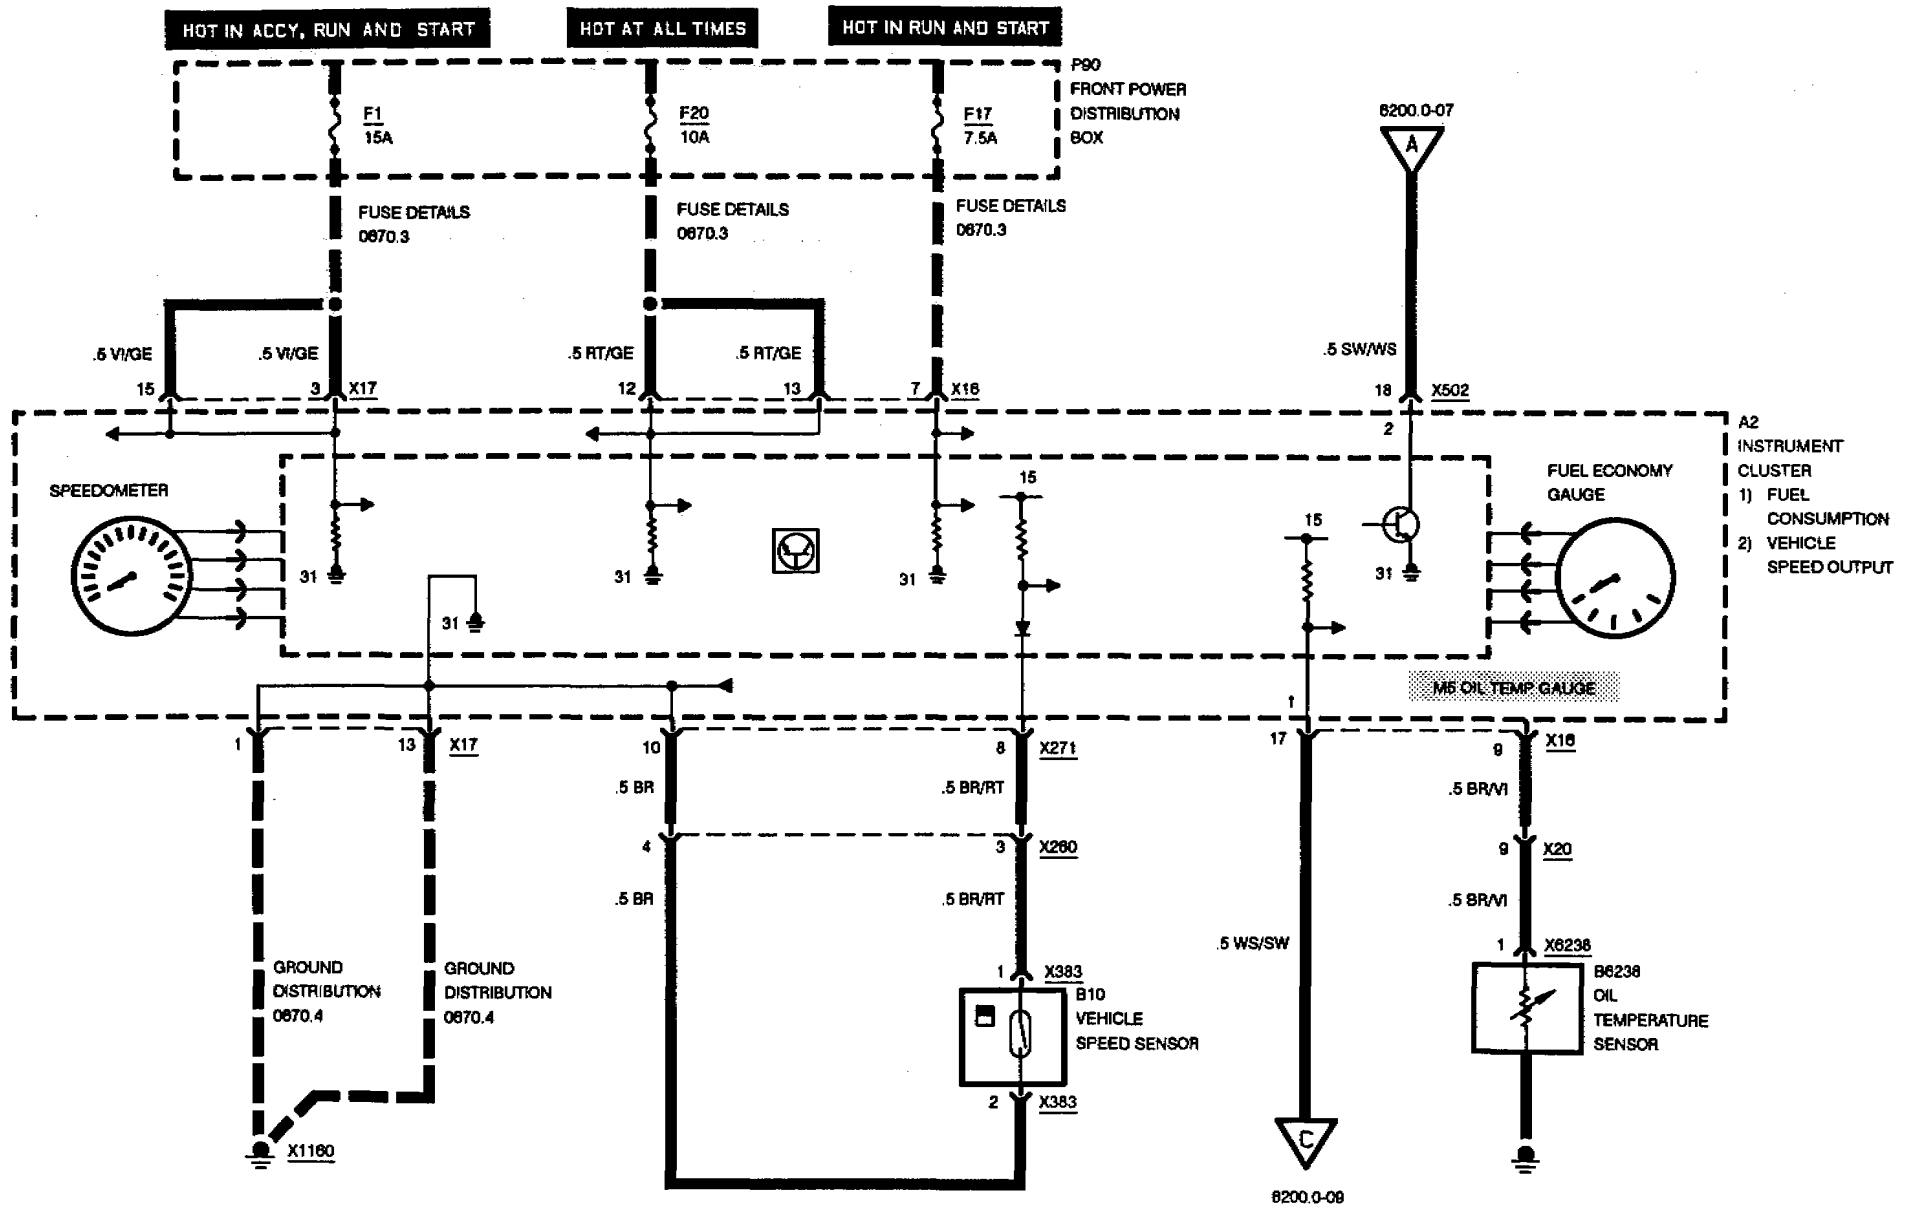 HOT IN ACCY, RUN AND START
HOT AT ALL TIMES
HOT IN RUN AND START
P90
FRONT POWER
DISTRIBUTION
BOX
F1
15A
F20
10A
F17
7.5A
6200.0-07
A
FUSE DETAILS
0670.3
FUSE DETAILS
0670.3
FUSE DETAILS
0670.3
.5 VI/GE
.5 VI/GE
.5 RT/GE
.5 RT/GE
.5 SW/WS
15
3
X17
12
13
7
X16
18
X502
2
A2
INSTRUMENT
CLUSTER
1) FUEL
CONSUMPTION
2) VEHICLE
SPEED OUTPUT
SPEEDOMETER
FUEL ECONOMY
GAUGE
15
15
31
31
31
31
31
M5 OIL TEMP GAUGE
1
1
13
X17
10
8
X271
17
9
X16
.5 BR
.5 BR/RT
.5 BR/VI
4
3
X260
9
X20
.5 BR
.5 BR/RT
.5 BR/VI
.5 WS/SW
1
X6238
GROUND
DISTRIBUTION
0670.4
GROUND
DISTRIBUTION
0670.4
1
X383
B10
VEHICLE
SPEED SENSOR
B6238
OIL
TEMPERATURE
SENSOR
2
X383
X1160
C
6200.0-09